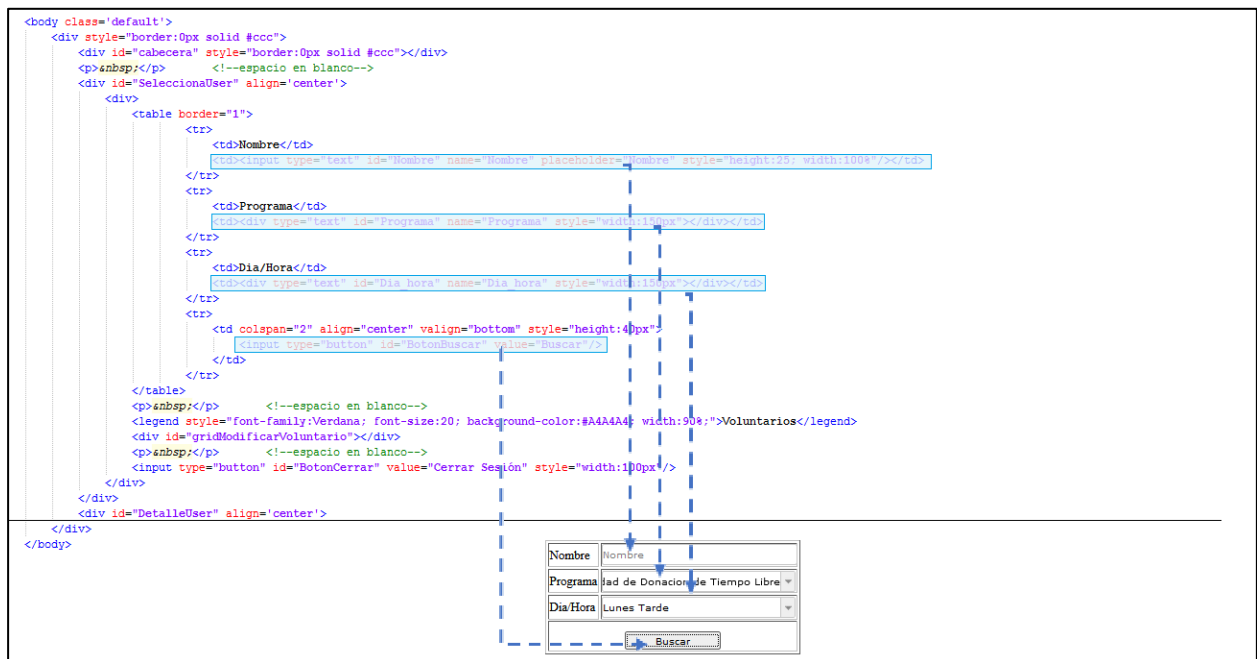 <body class='default'>
<div style="border:0px solid #ccc">
<div id="cabecera" style="border:0px solid #ccc"></div>
<p>&nbsp;</p> <!--espacio en blanco-->
<div id="SeleccionaUser" align='center'>
<div>
<table border="1">
<tr>
<td>Nombre</td>
<td><input type="text" id="Nombre" name="Nombre" placeholder="Nombre" style="height:25; width:100%"/></td>
</tr>
<tr>
<td>Programa</td>
<td><div type="text" id="Programa" name="Programa" style="width:150px"></div></td>
</tr>
<tr>
<td>Dia/Hora</td>
<td><div type="text" id="Dia_hora" name="Dia_hora" style="width:150px"></div></td>
</tr>
<tr>
<td colspan="2" align="center" valign="bottom" style="height:40px">
<input type="button" id="BotonBuscar" value="Buscar"/>
</td>
</tr>
</table>
<p>&nbsp;</p> <!--espacio en blanco-->
<legend style="font-family:Verdana; font-size:20; background-color:#A4A4A4; width:90%;">Voluntarios</legend>
<div id="gridModificarVoluntario"></div>
<p>&nbsp;</p> <!--espacio en blanco-->
<input type="button" id="BotonCerrar" value="Cerrar Sesión" style="width:100px"/>
</div>
</div>
<div id="DetalleUser" align='center'>
</div>
</body>
Nombre Nombre
Programa dad de Donacion de Tiempo Libre
Dia/Hora Lunes Tarde
Buscar